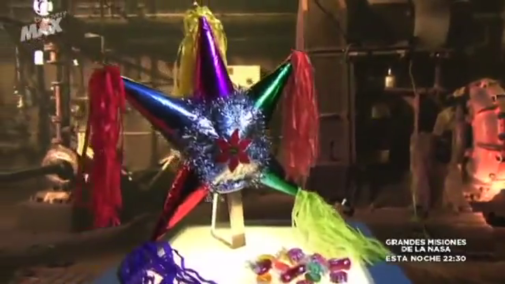 MAX
GRANDES MISIONES
DE LA NASA
ESTA NOCHE 22:30